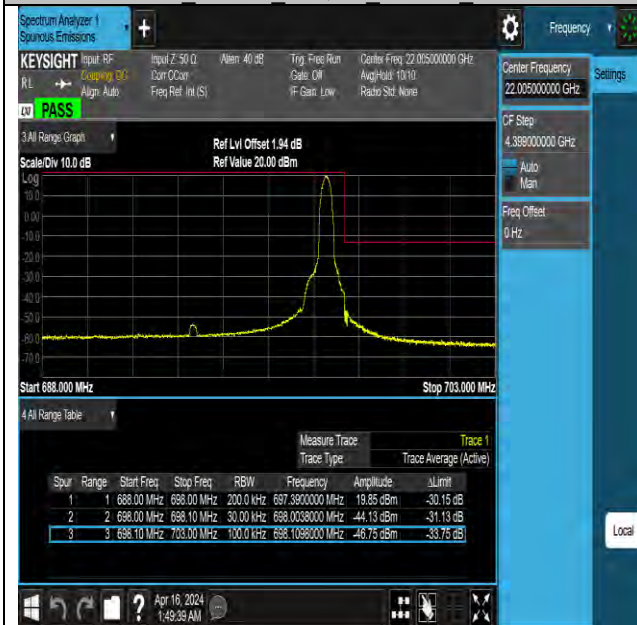 Spectrum Analyzer 1
Spurious Emissions
+
Frequency
KEYSIGHT Input: RF
Coupling: DC
Align: Auto
RL
Input Z: 50 Ω
Corr CCorr
Freq Ref: Int (S)
Atten: 40 dB
Trig: Free Run
Gate: Off
IF Gain: Low
Center Freq: 22.005000000 GHz
Avg|Hold: 10/10
Radio Std: None
LXI PASS
Center Frequency
22.005000000 GHz
Settings
CF Step
4.399000000 GHz
Auto
Man
Freq Offset
0 Hz
3 All Range Graph
Scale/Div 10.0 dB
Ref Lvl Offset 1.94 dB
Ref Value 20.00 dBm
Log
10.0
0.00
-10.0
-20.0
-30.0
-40.0
-50.0
-60.0
-70.0
Start 688.000 MHz
Stop 703.000 MHz
4 All Range Table
Measure Trace Trace 1
Trace Type Trace Average (Active)
Spur Range Start Freq Stop Freq RBW Frequency Amplitude ΔLimit
1 1 688.00 MHz 698.00 MHz 200.0 kHz 697.3900000 MHz 19.85 dBm -30.15 dB
2 2 698.00 MHz 698.10 MHz 30.00 kHz 698.0038000 MHz -44.13 dBm -31.13 dB
3 3 698.10 MHz 703.00 MHz 100.0 kHz 698.1098000 MHz -46.75 dBm -33.75 dB
Local
?
Apr 16, 2024
1:49:39 AM